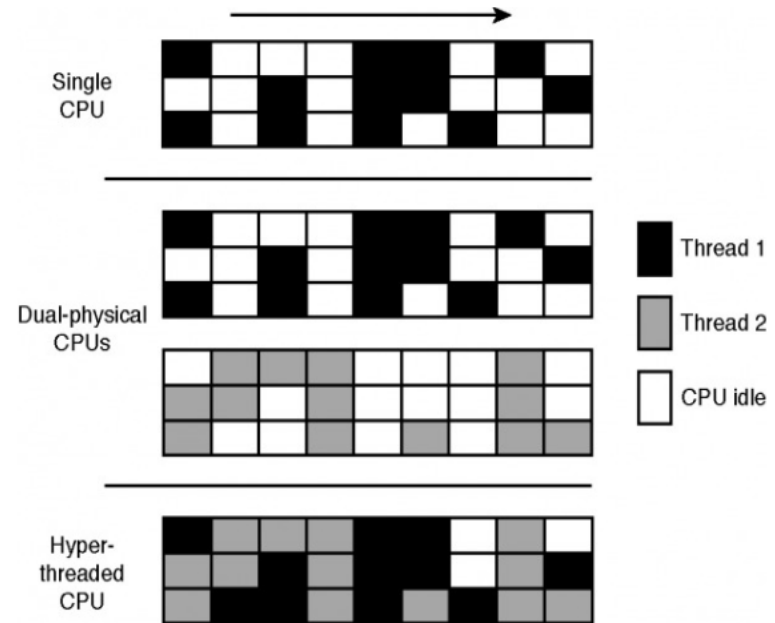 Single
CPU
Dual-physical
CPUs
Thread 1
Thread 2
CPU idle
Hyper-
threaded
CPU